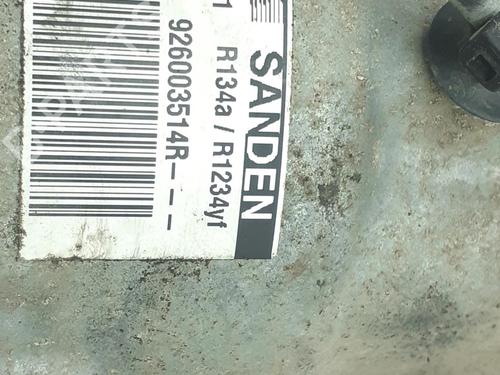 SANDEN
R134a / R1234yf
926003514R---